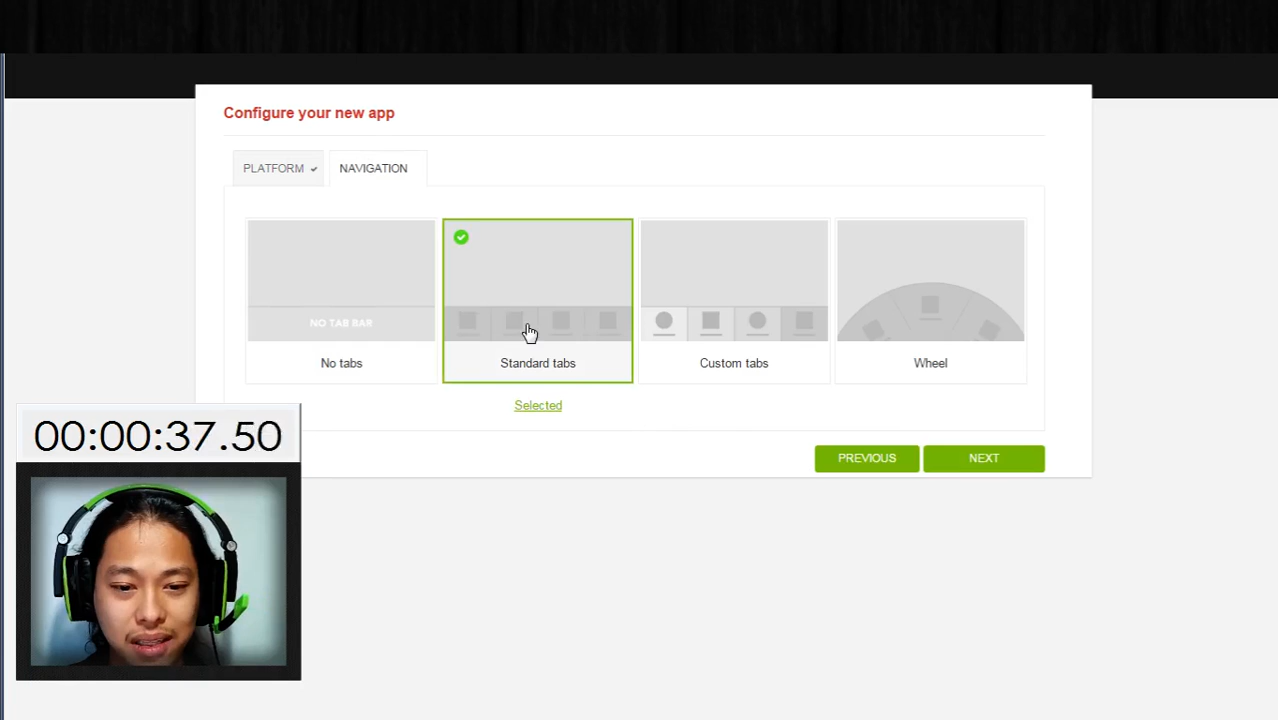 Configure your new app
PLATFORM
NAVIGATION
NO TAB BAR
No tabs
Standard tabs
Custom tabs
Wheel
Selected
00:00:37.50
PREVIOUS
NEXT